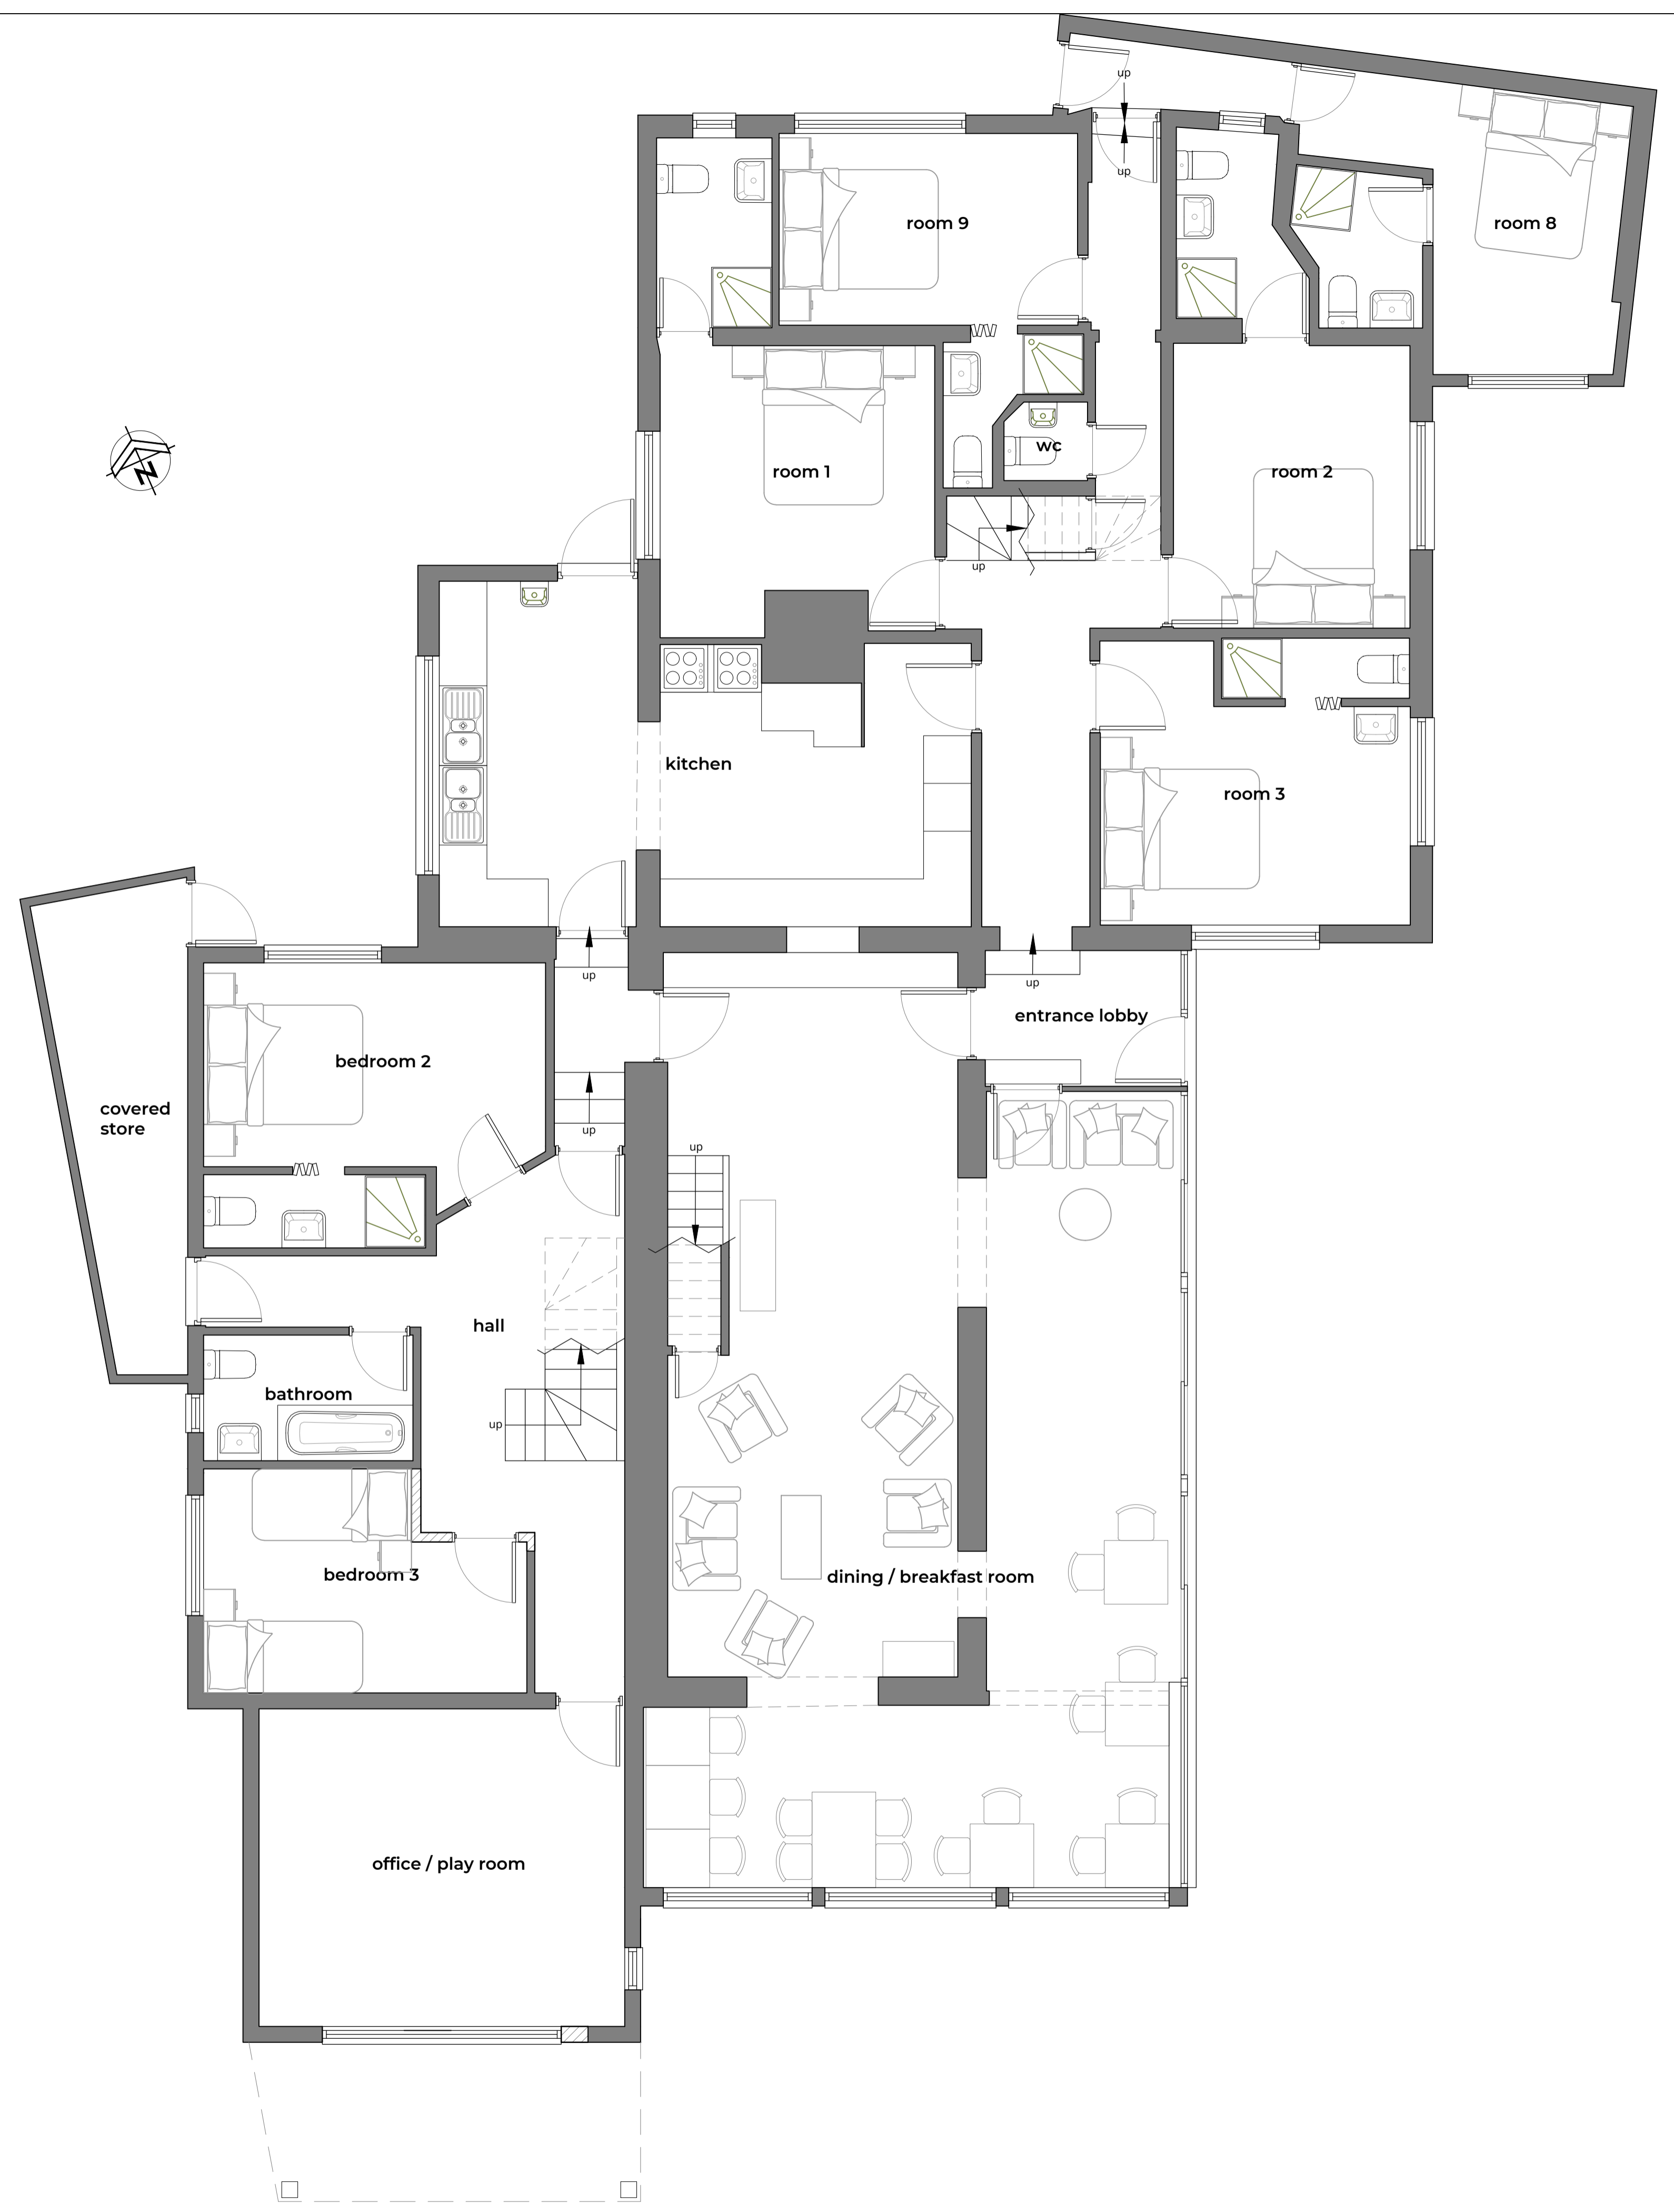 up
up
room 9
room 8
wc
room 1
room 2
N
up
kitchen
room 3
up
up
entrance lobby
bedroom 2
covered
store
up
up
hall
bathroom
up
bedroom 3
dining / breakfast room
office / play room